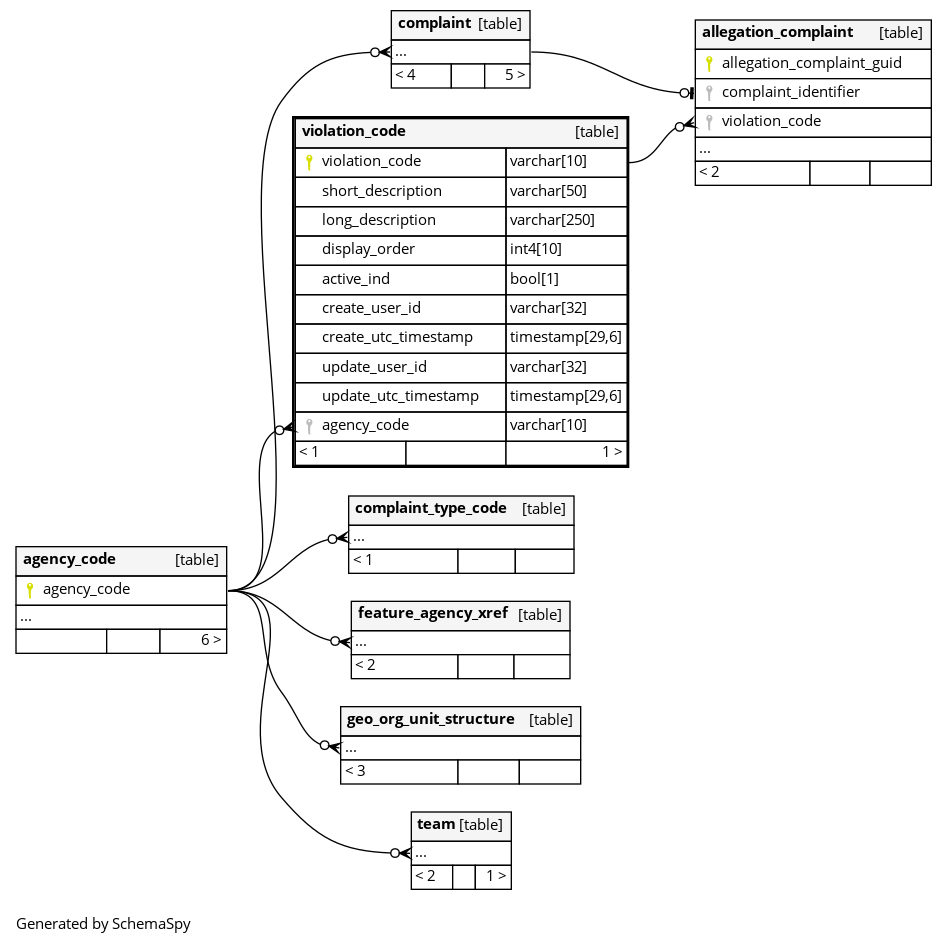 complaint [table]
...
< 4 5 >
allegation_complaint [table]
allegation_complaint_guid
complaint_identifier
violation_code
...
< 2
violation_code [table]
violation_code varchar[10]
short_description varchar[50]
long_description varchar[250]
display_order int4[10]
active_ind bool[1]
create_user_id varchar[32]
create_utc_timestamp timestamp[29,6]
update_user_id varchar[32]
update_utc_timestamp timestamp[29,6]
agency_code varchar[10]
< 1 1 >
complaint_type_code [table]
...
< 1
agency_code [table]
agency_code
...
6 >
feature_agency_xref [table]
...
< 2
geo_org_unit_structure [table]
...
< 3
team [table]
...
< 2 1 >
Generated by SchemaSpy